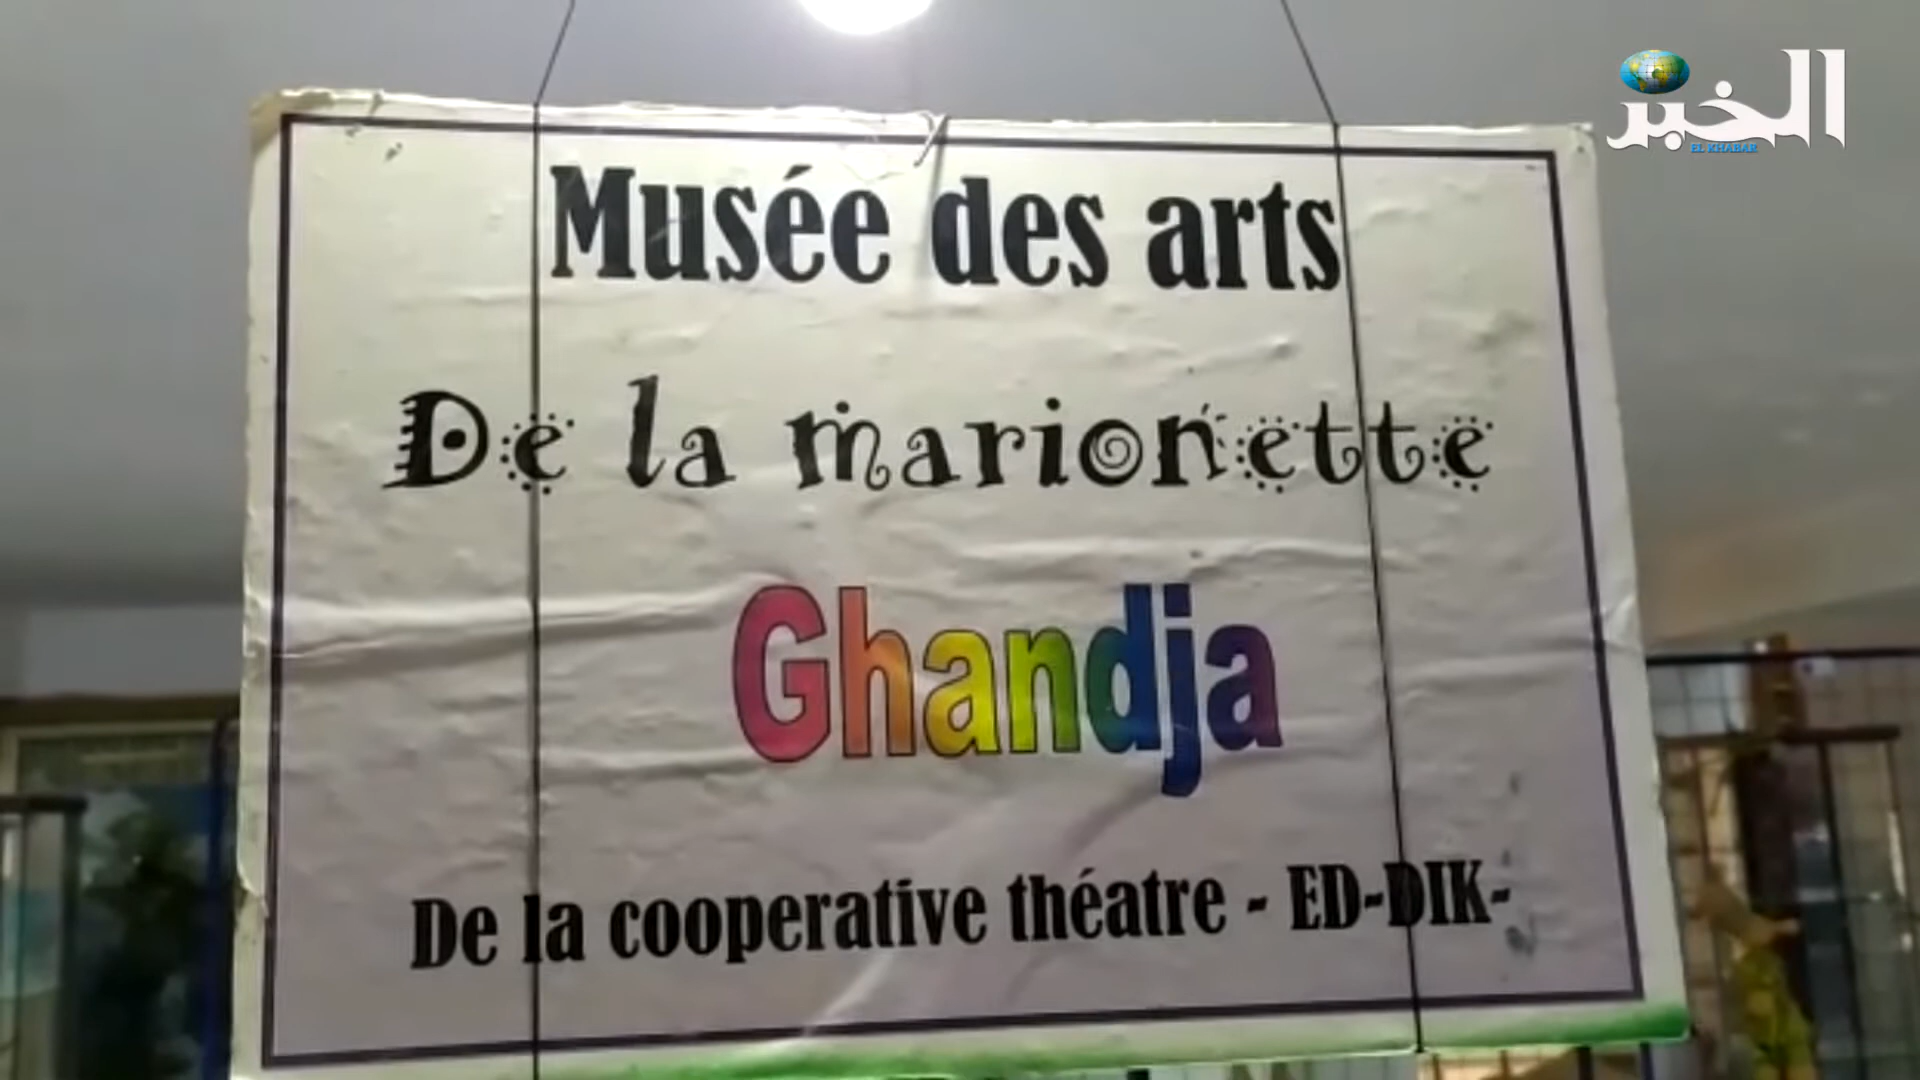 الخبر
EL KHABAR
Musée des arts
De la marionette
Ghandja
De la cooperative théatre - ED-DIK-